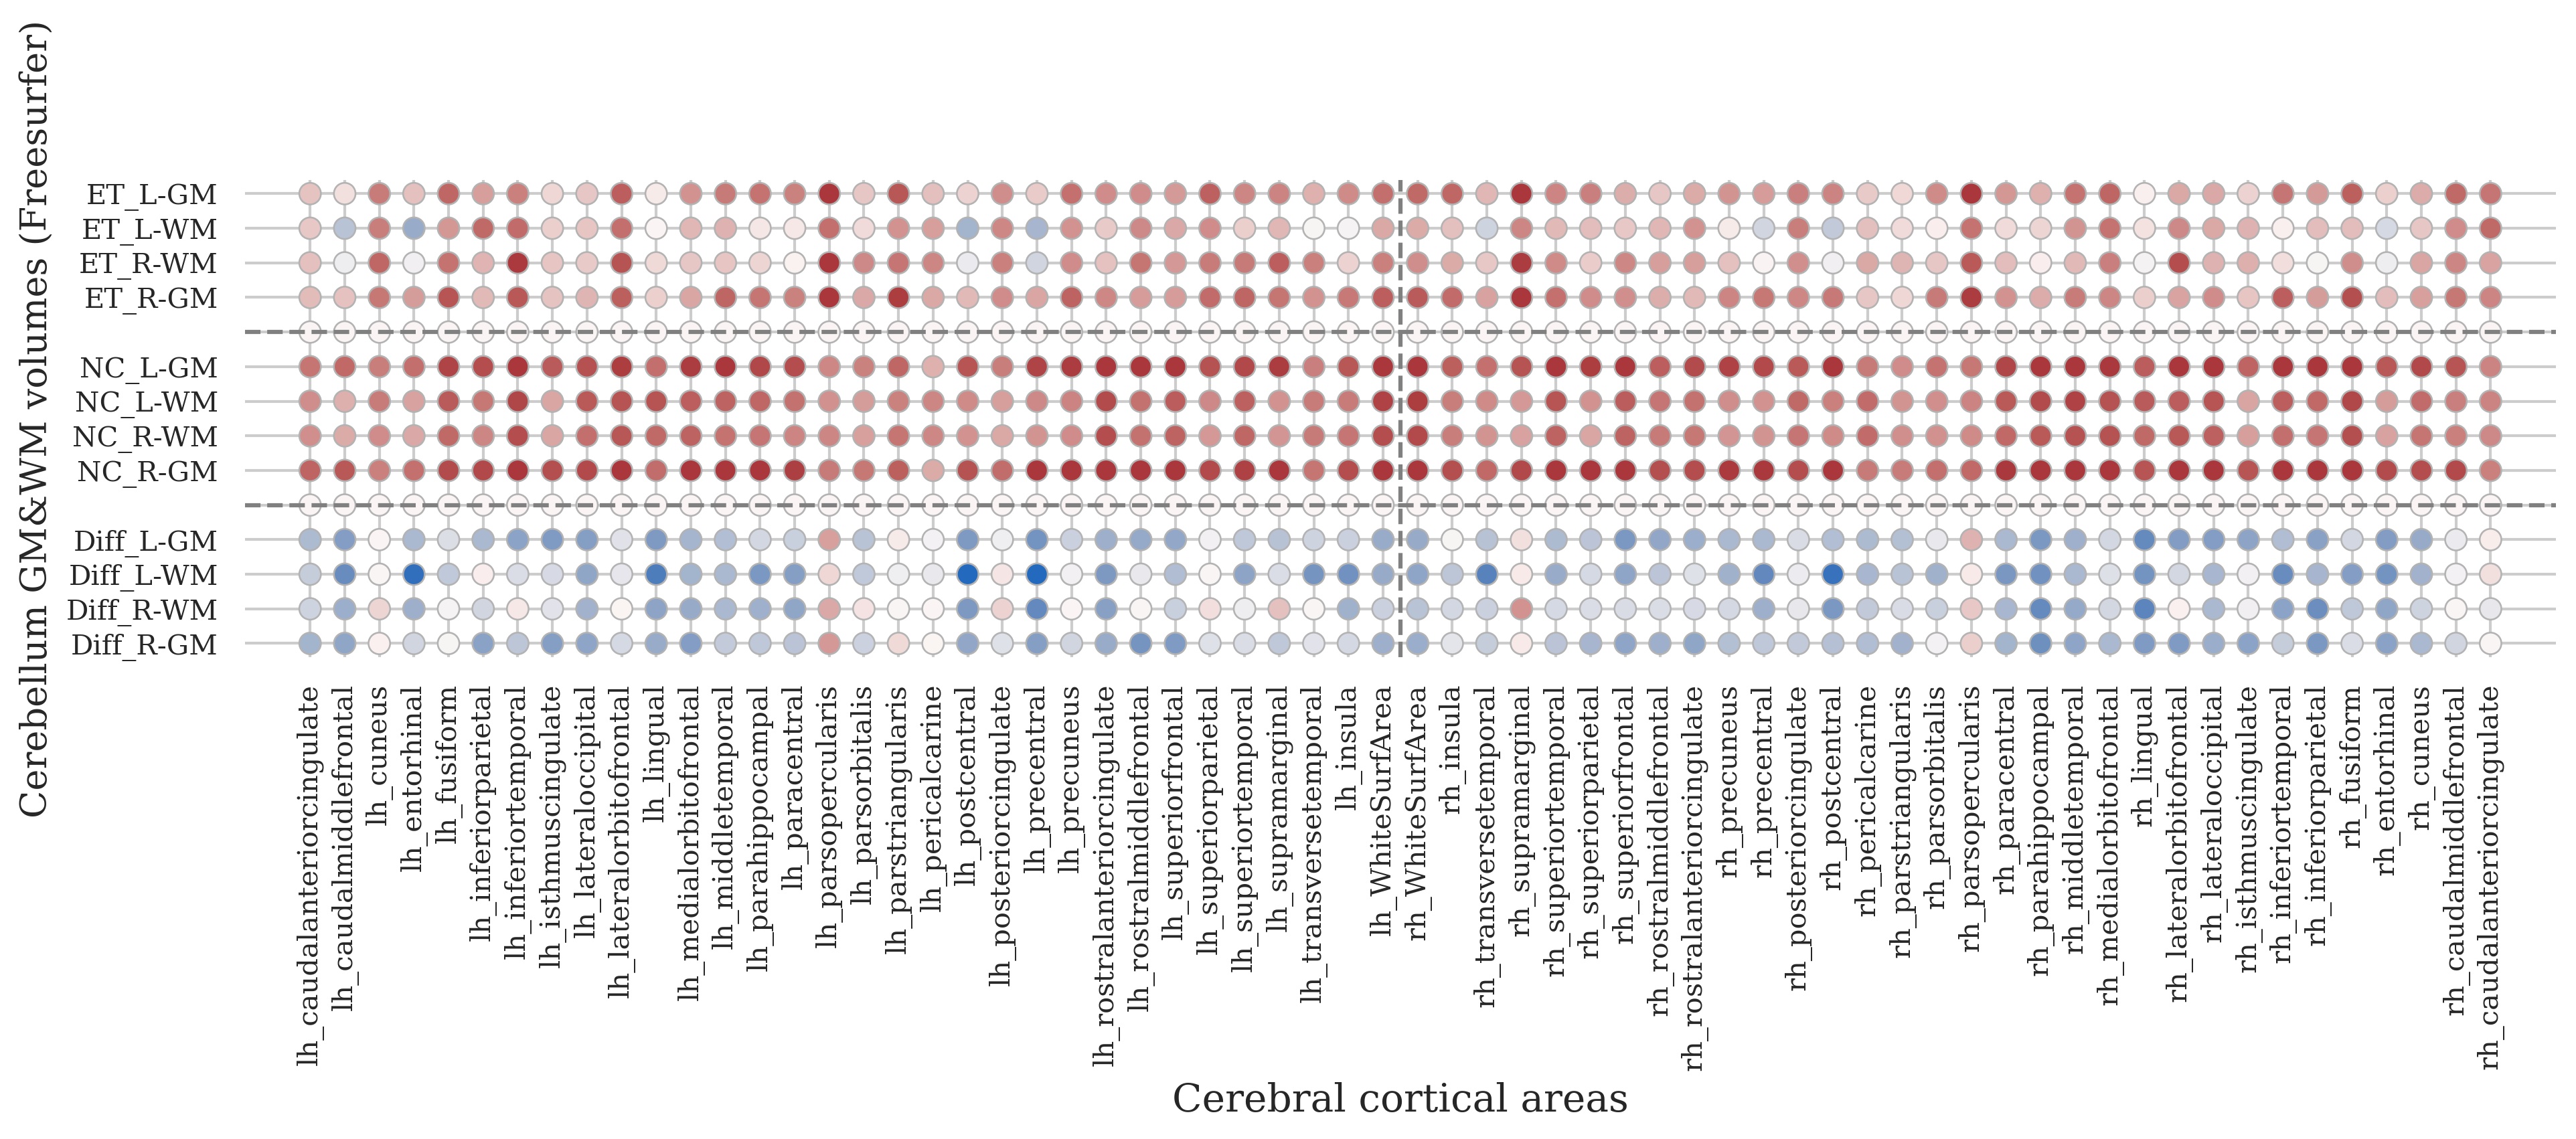 Cerebellum GM&WM volumes (Freesurfer)
ET_L-GM
ET_L-WM
ET_R-WM
ET_R-GM
NC_L-GM
NC_L-WM
NC_R-WM
NC_R-GM
Diff_L-GM
Diff_L-WM
Diff_R-WM
Diff_R-GM
lh_caudalanteriorcingulate
lh_caudalmiddlefrontal
lh_cuneus
lh_entorhinal
lh_fusiform
lh_inferiorparietal
lh_inferiortemporal
lh_isthmuscingulate
lh_lateraloccipital
lh_lateralorbitofrontal
lh_lingual
lh_medialorbitofrontal
lh_middletemporal
lh_parahippocampal
lh_paracentral
lh_parsopercularis
lh_parsorbitalis
lh_parstriangularis
lh_pericalcarine
lh_postcentral
lh_posteriorcingulate
lh_precentral
lh_precuneus
lh_rostralanteriorcingulate
lh_rostralmiddlefrontal
lh_superiorfrontal
lh_superiorparietal
lh_superiortemporal
lh_supramarginal
lh_transversetemporal
lh_insula
lh_WhiteSurfArea
rh_WhiteSurfArea
rh_insula
rh_transversetemporal
rh_supramarginal
rh_superiortemporal
rh_superiorparietal
rh_superiorfrontal
rh_rostralmiddlefrontal
rh_rostralanteriorcingulate
rh_precuneus
rh_precentral
rh_posteriorcingulate
rh_postcentral
rh_pericalcarine
rh_parstriangularis
rh_parsorbitalis
rh_parsopercularis
rh_paracentral
rh_parahippocampal
rh_middletemporal
rh_medialorbitofrontal
rh_lingual
rh_lateralorbitofrontal
rh_lateraloccipital
rh_isthmuscingulate
rh_inferiortemporal
rh_inferiorparietal
rh_fusiform
rh_entorhinal
rh_cuneus
rh_caudalmiddlefrontal
rh_caudalanteriorcingulate
Cerebral cortical areas